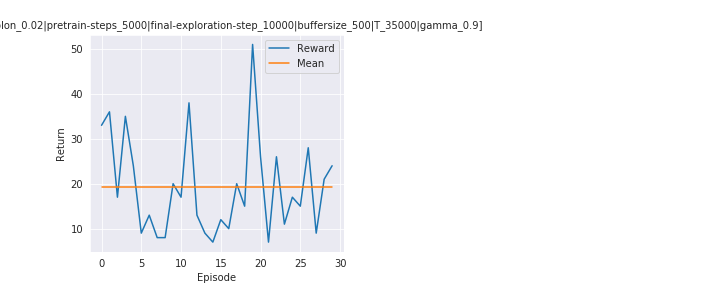 lon_0.02|pretrain-steps_5000|final-exploration-step_10000|buffersize_500|T_35000|gamma_0.9]
50
40
30
20
10
Return
Reward
Mean
0 5 10 15 20 25 30
Episode